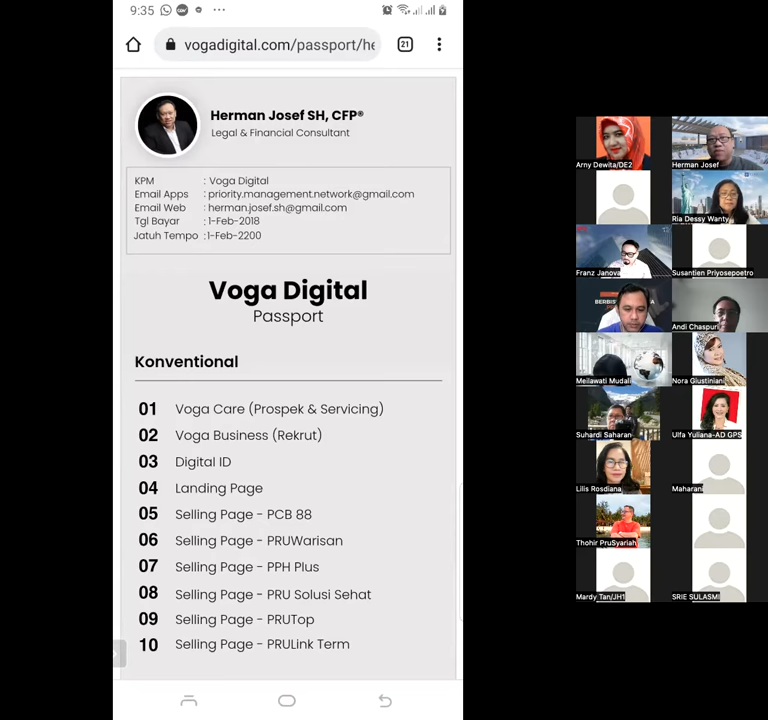 9:35
21
vogadigital.com/passport/he
Herman Josef SH, CFP®
Legal & Financial Consultant
KPM : Voga Digital
Email Apps : priority.management.network@gmail.com
Email Web : herman.josef.sh@gmail.com
Tgl Bayar : 1-Feb-2018
Jatuh Tempo : 1-Feb-2200
Voga Digital
Passport
Konventional
01 Voga Care (Prospek & Servicing)
02 Voga Business (Rekrut)
03 Digital ID
04 Landing Page
05 Selling Page - PCB 88
06 Selling Page - PRUWarisan
07 Selling Page - PPH Plus
08 Selling Page - PRU Solusi Sehat
09 Selling Page - PRUTop
10 Selling Page - PRULink Term
Arny Dewita/DE2
Herman Josef
Ria Dessy Wanty
Franz Janova
Susantien Priyosepoetro
Andi Chaspuri
Meilawati Mudali
Nora Giustiniani
Suhardi Saharan
Ulfa Yuliana-AD GPS
Lilis Rosdiana
Maharani
Thohir PruSyariah
Mardy Tan/JH1
SRIE SULASMI